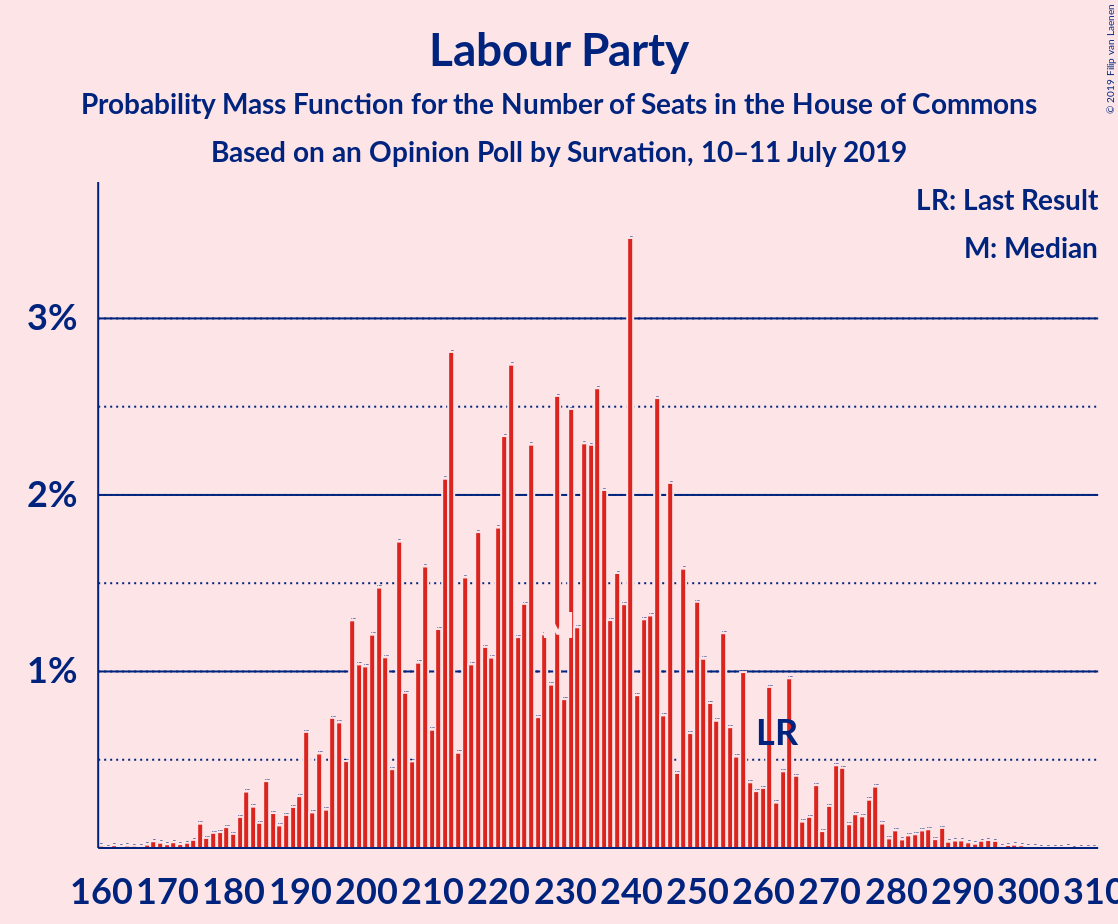 Labour Party
Probability Mass Function for the Number of Seats in the House of Commons
Based on an Opinion Poll by Survation, 10–11 July 2019
© 2019 Filip van Laenen
LR: Last Result
M: Median
3%
2%
1%
LR
160 170 180 190 200 210 220 230 240 250 260 270 280 290 300 310